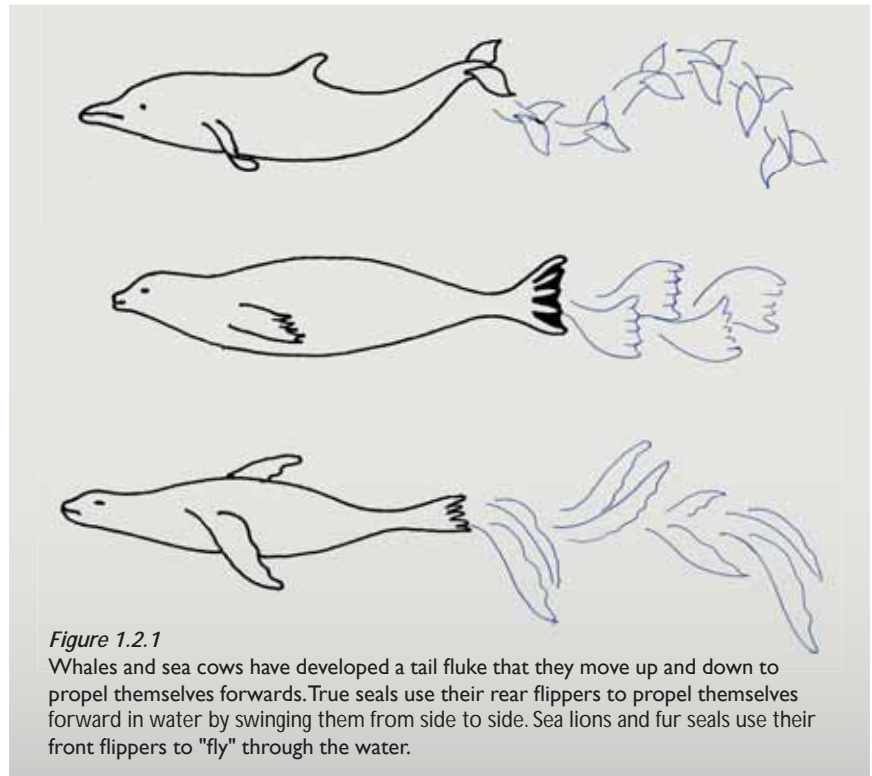 Figure 1.2.1
Whales and sea cows have developed a tail fluke that they move up and down to
propel themselves forwards.True seals use their rear flippers to propel themselves
forward in water by swinging them from side to side. Sea lions and fur seals use their
front flippers to "fly" through the water.